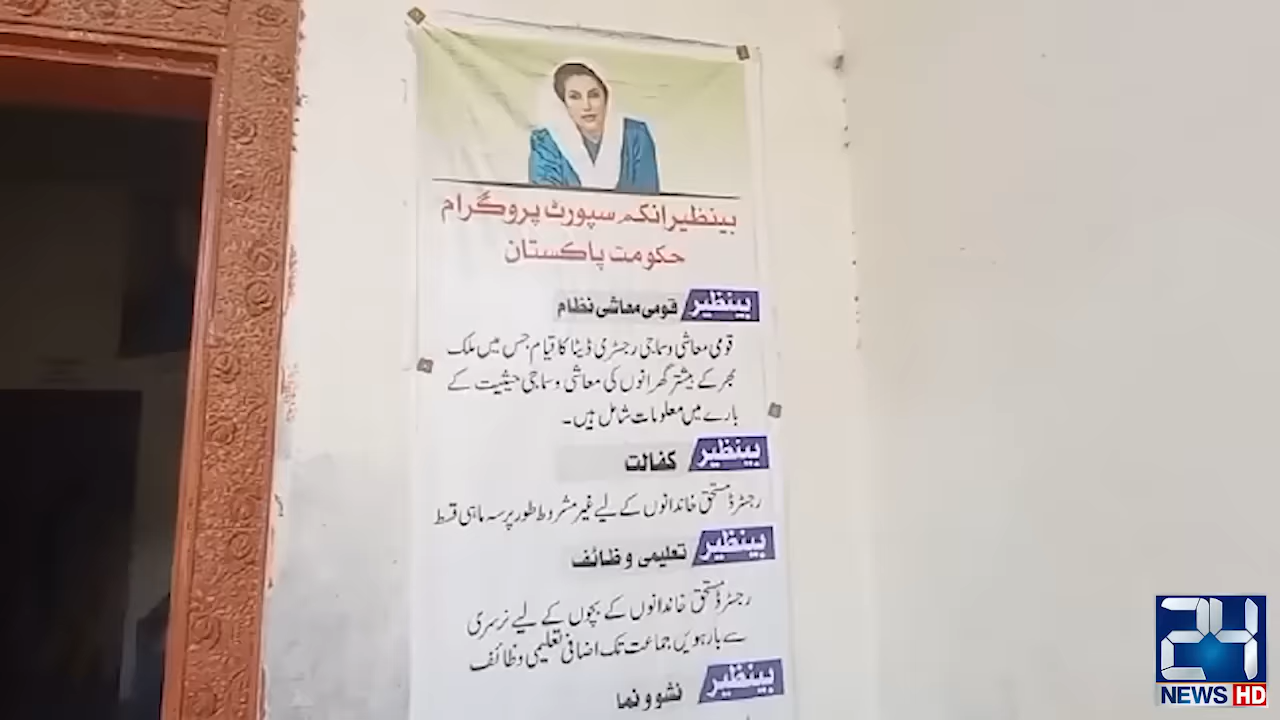 بینظیر انکم سپورٹ پروگرام
حکومت پاکستان
بینظیر قومی معاشی نظام
قومی معاشی و سماجی رجسٹری ڈیٹا کا قیام جس میں ملک
بھر کے بیشتر گھرانوں کی معاشی و سماجی حیثیت کے
بارے میں معلومات شامل ہیں۔
بینظیر کفالت
رجسٹرڈ مستحق خاندانوں کے لیے غیر مشروط طور پر سہ ماہی قسط
بینظیر تعلیمی وظائف
رجسٹرڈ مستحق خاندانوں کے بچوں کے لیے نرسری
سے بارہویں جماعت تک اضافی تعلیمی وظائف
بینظیر نشوونما
24
NEWS HD